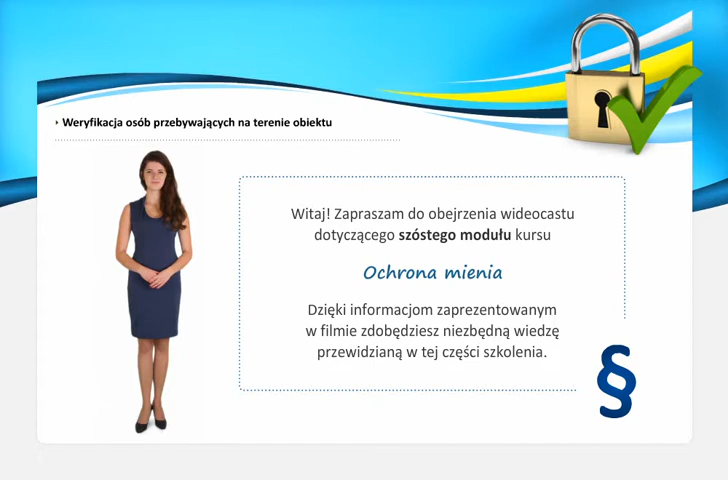 Weryfikacja osób przebywających na terenie obiektu
Witaj! Zapraszam do obejrzenia wideocastu
dotyczącego szóstego modułu kursu
Ochrona mienia
Dzięki informacjom zaprezentowanym
w filmie zdobędziesz niezbędną wiedzę
przewidzianą w tej części szkolenia.
§